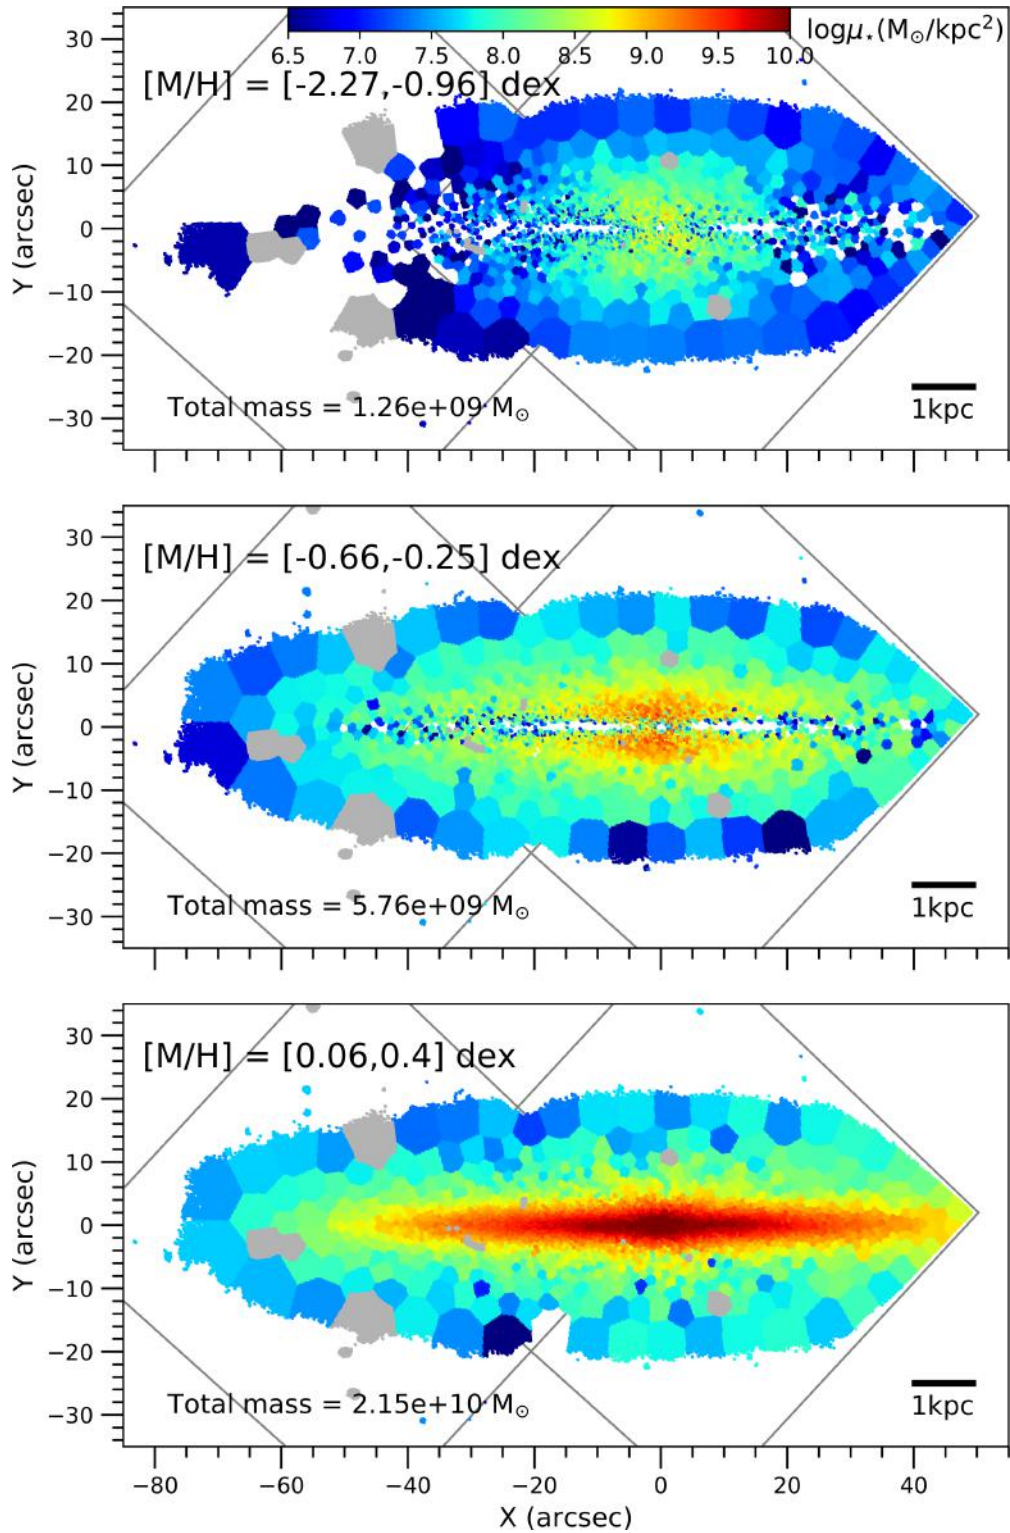 logμ⋆(M⊙/kpc²)
6.5 7.0 7.5 8.0 8.5 9.0 9.5 10.0
[M/H] = [-2.27,-0.96] dex
30
20
10
0
−10
−20
−30
Y (arcsec)
Total mass = 1.26e+09 M⊙
1kpc
[M/H] = [-0.66,-0.25] dex
30
20
10
0
−10
−20
−30
Y (arcsec)
Total mass = 5.76e+09 M⊙
1kpc
[M/H] = [0.06,0.4] dex
30
20
10
0
−10
−20
−30
Y (arcsec)
Total mass = 2.15e+10 M⊙
1kpc
−80 −60 −40 −20 0 20 40
X (arcsec)